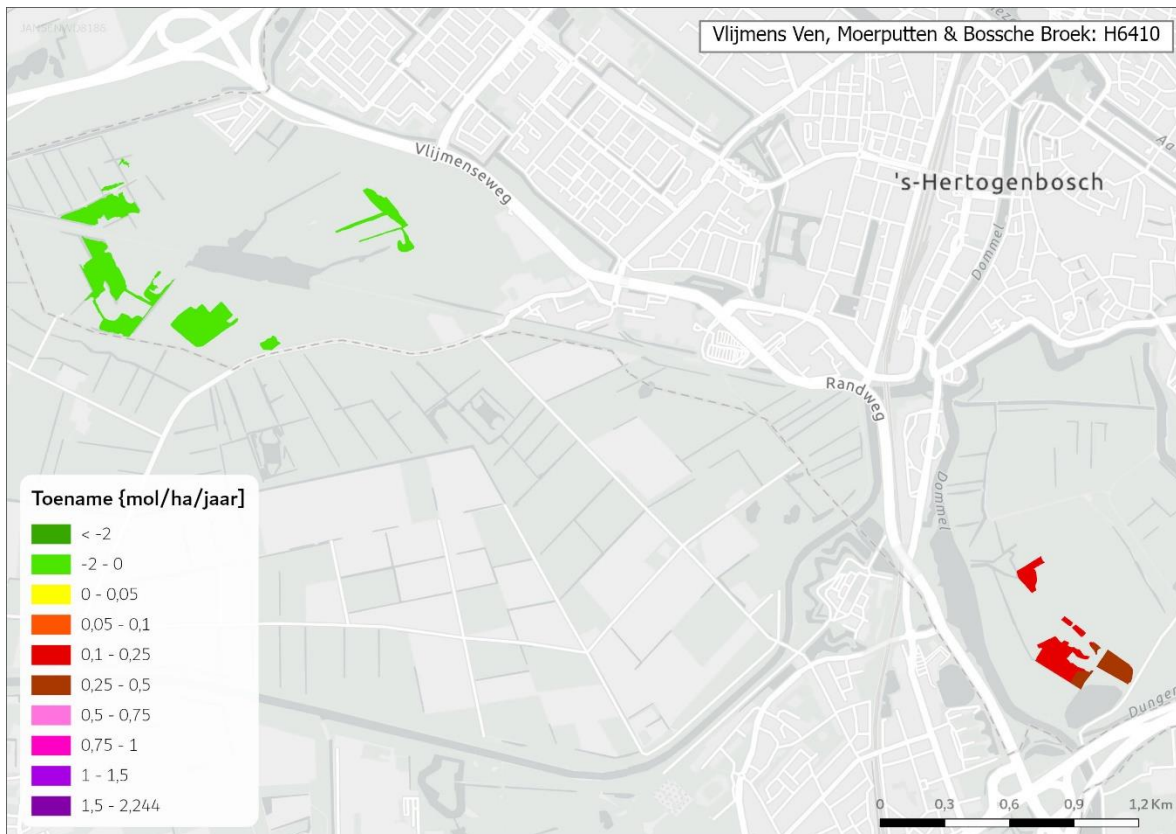 JANSENWD8186
Vlijmens Ven, Moerputten & Bossche Broek: H6410
Vlijmenseweg
's-Hertogenbosch
Aa
Dommel
Randweg
Dommel
Toename {mol/ha/jaar]
< -2
-2 - 0
0 - 0,05
0,05 - 0,1
0,1 - 0,25
0,25 - 0,5
0,5 - 0,75
0,75 - 1
1 - 1,5
1,5 - 2,244
Dungen
0 0,3 0,6 0,9 1,2 Km